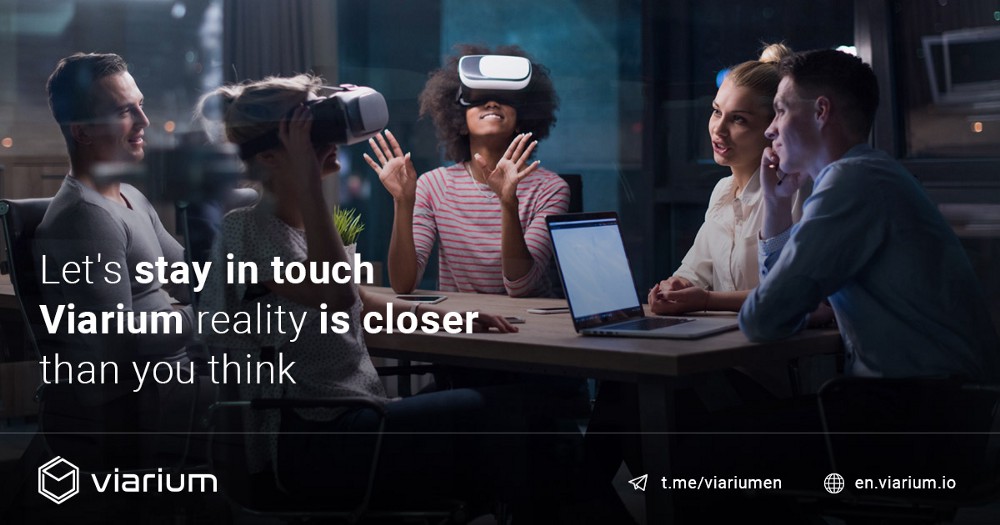 Let's stay in touch
Viarium reality is closer
than you think
viarium
t.me/viariumen
en.viarium.io